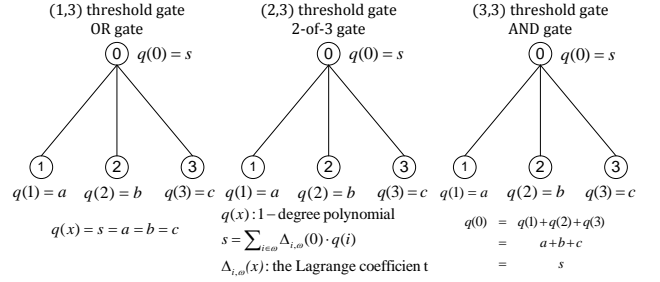 (1,3) threshold gate
OR gate
0 q(0) = s
1 2 3
q(1) = a q(2) = b q(3) = c
q(x) = s = a = b = c
(2,3) threshold gate
2-of-3 gate
0 q(0) = s
1 2 3
q(1) = a q(2) = b q(3) = c
q(x) : 1 − degree polynomial
s = ∑_{i∈ω} Δ_{i,ω}(0) · q(i)
Δ_{i,ω}(x): the Lagrange coefficien t
(3,3) threshold gate
AND gate
0 q(0) = s
1 2 3
q(1) = a q(2) = b q(3) = c
q(0) = q(1)+q(2)+q(3)
= a+b+c
= s